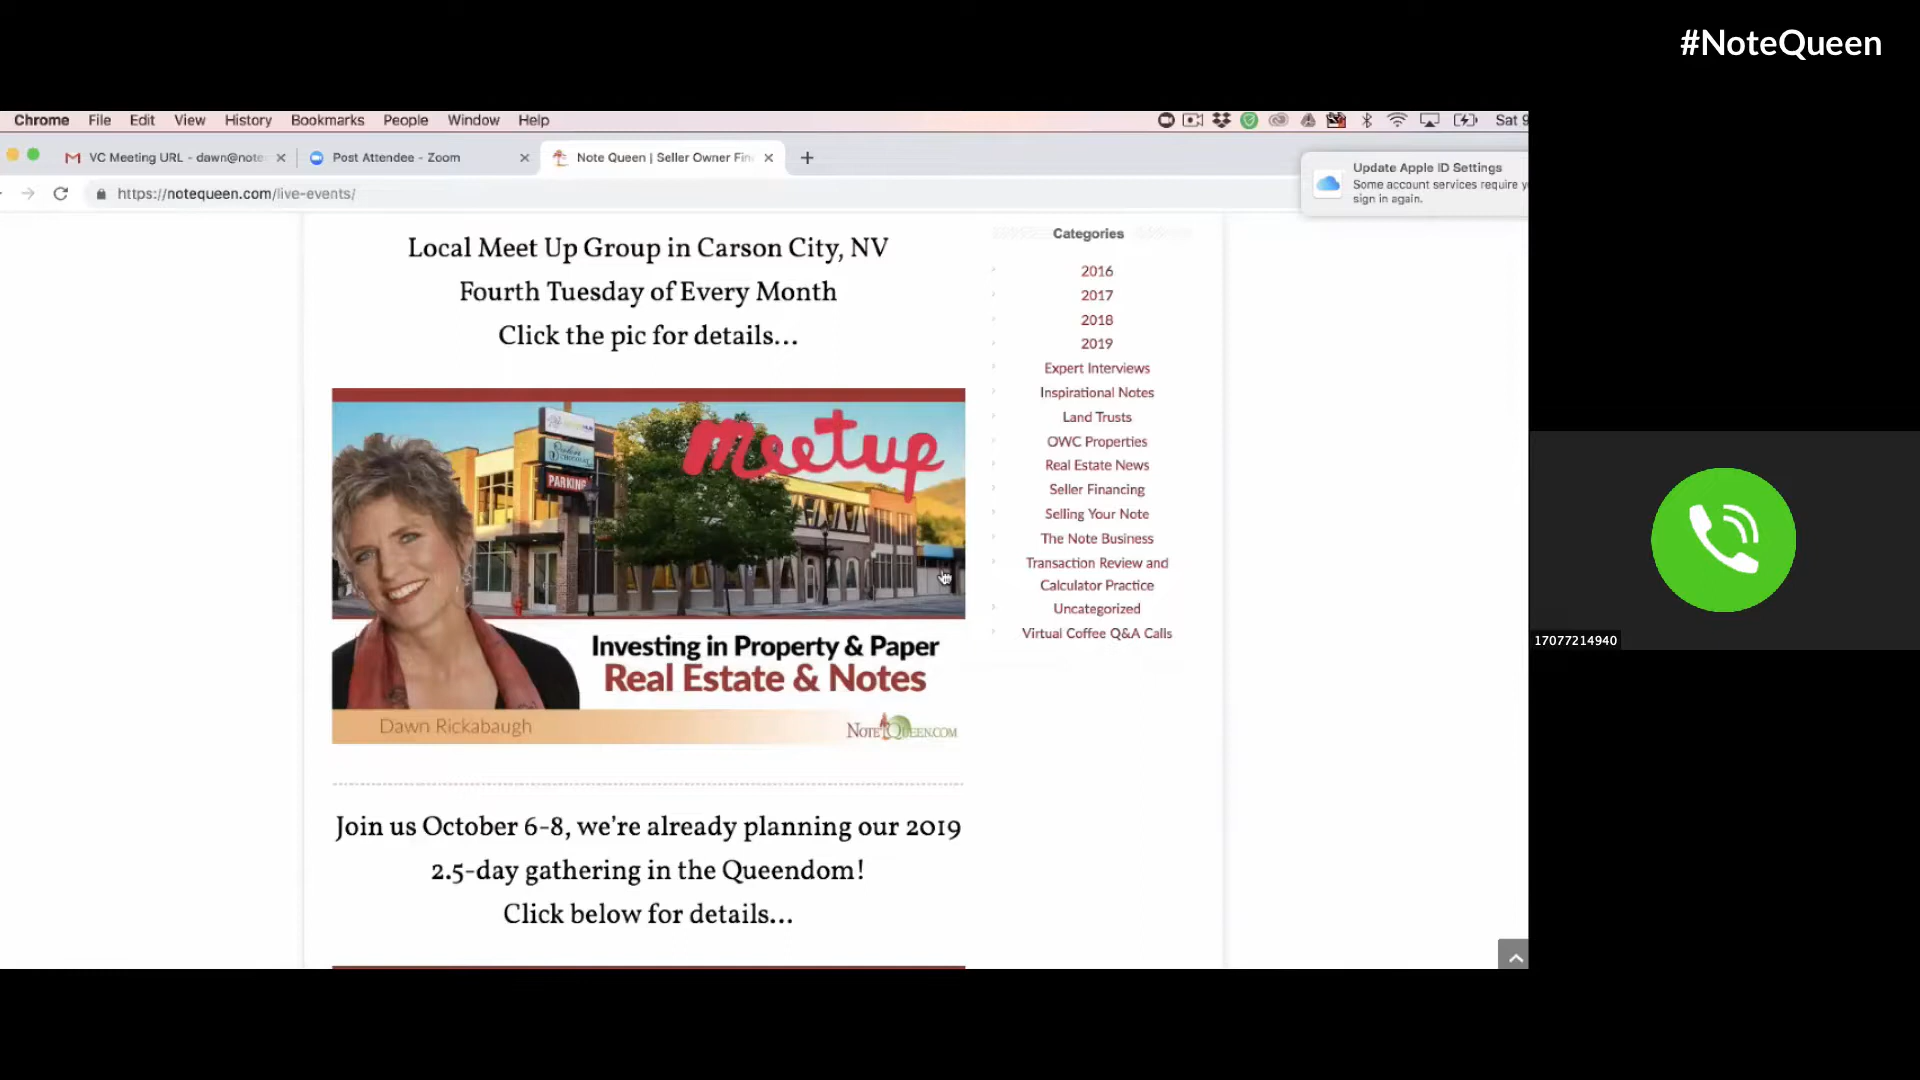 #NoteQueen
Chrome File Edit View History Bookmarks People Window Help Sat 9
VC Meeting URL - dawn@note
Post Attendee - Zoom
Note Queen | Seller Owner Fin
https://notequeen.com/live-events/
Update Apple ID Settings
Some account services require y
sign in again.
Local Meet Up Group in Carson City, NV
Fourth Tuesday of Every Month
Click the pic for details...
meetup
PARKING
Investing in Property & Paper
Real Estate & Notes
Dawn Rickabaugh
NOTEQUEEN.COM
Join us October 6-8, we're already planning our 2019
2.5-day gathering in the Queendom!
Click below for details...
Categories
2016
2017
2018
2019
Expert Interviews
Inspirational Notes
Land Trusts
OWC Properties
Real Estate News
Seller Financing
Selling Your Note
The Note Business
Transaction Review and
Calculator Practice
Uncategorized
Virtual Coffee Q&A Calls
17077214940